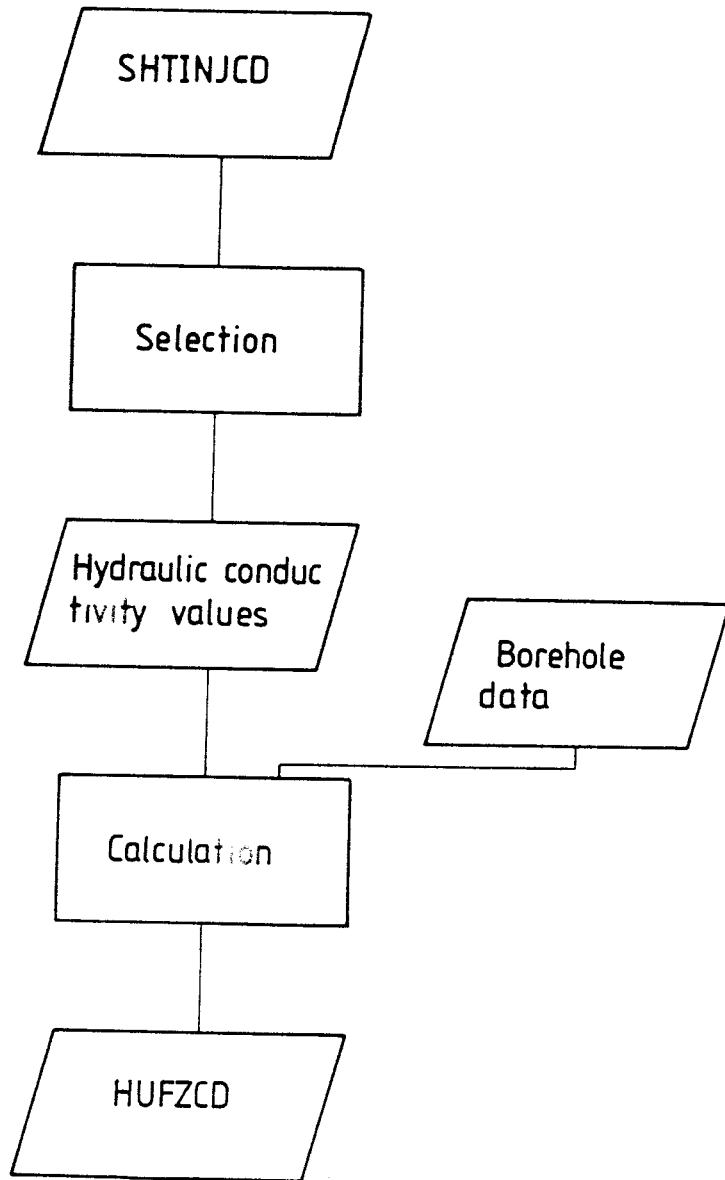 SHTINJCD
Selection
Hydraulic conduc
tivity values
Borehole
data
Calculation
HUFZCD